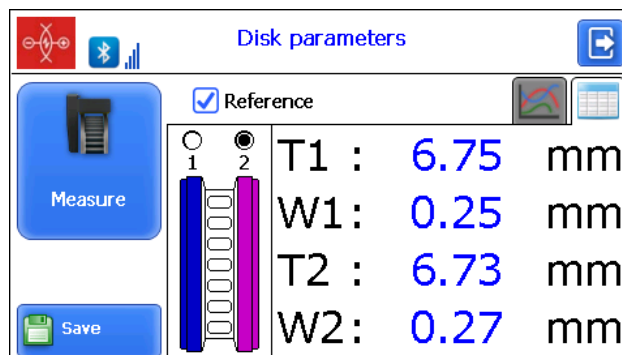 Disk parameters
Reference
Measure
1 2
T1 : 6.75 mm
W1: 0.25 mm
T2 : 6.73 mm
W2: 0.27 mm
Save